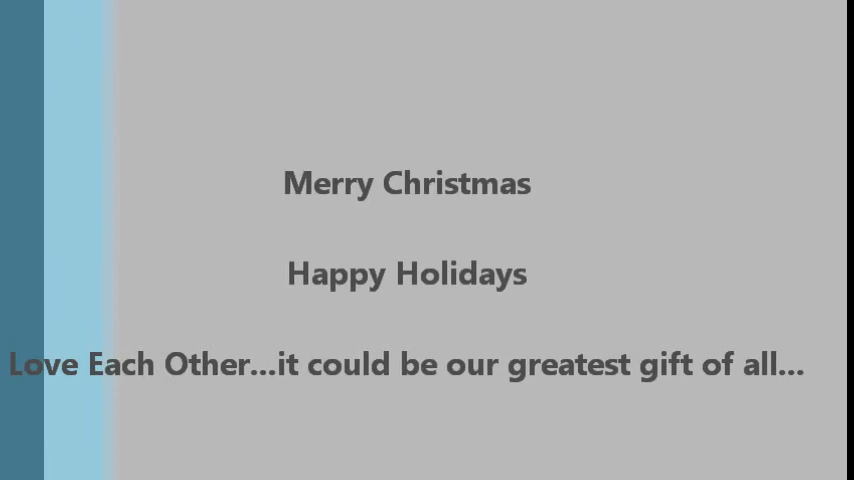 Merry Christmas
Happy Holidays
Love Each Other...it could be our greatest gift of all...